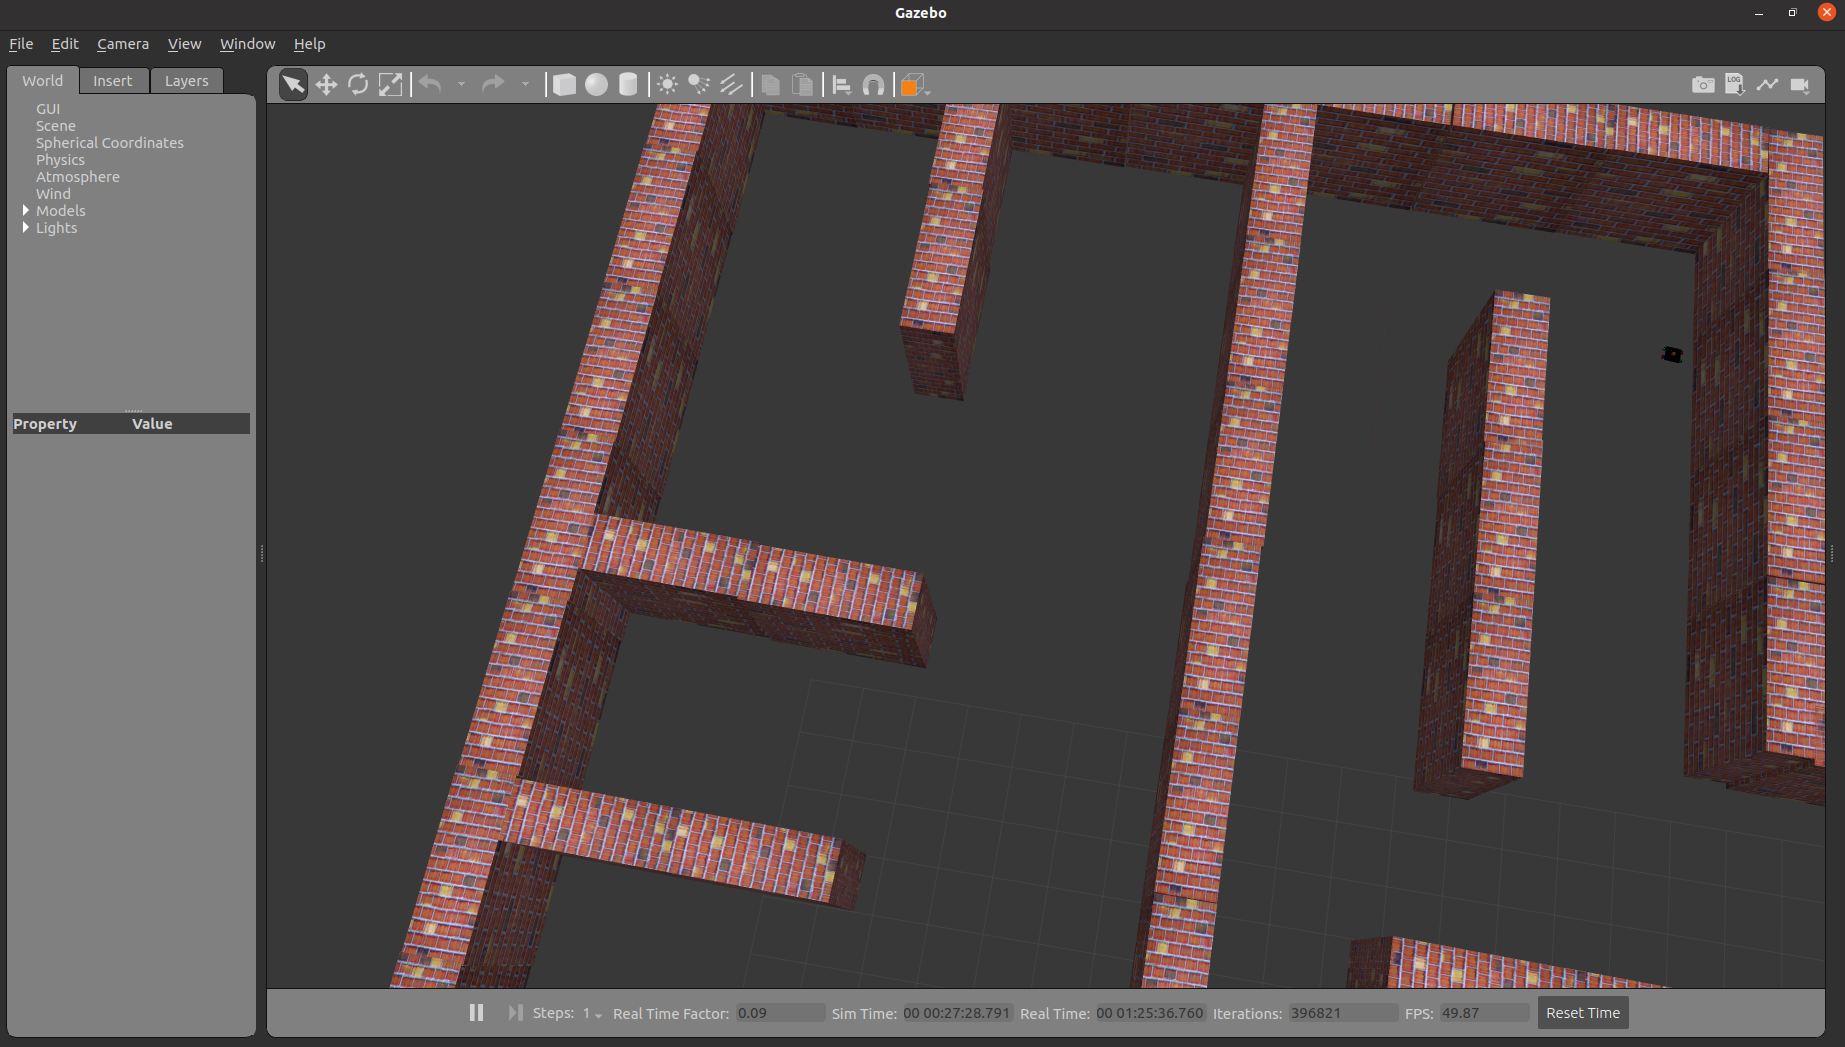 Gazebo
File Edit Camera View Window Help
World Insert Layers
GUI
Scene
Spherical Coordinates
Physics
Atmosphere
Wind
Models
Lights
Property Value
LOG
Steps: 1 Real Time Factor: 0.09 Sim Time: 00 00:27:28.791 Real Time: 00 01:25:36.760 Iterations: 396821 FPS: 49.87 Reset Time